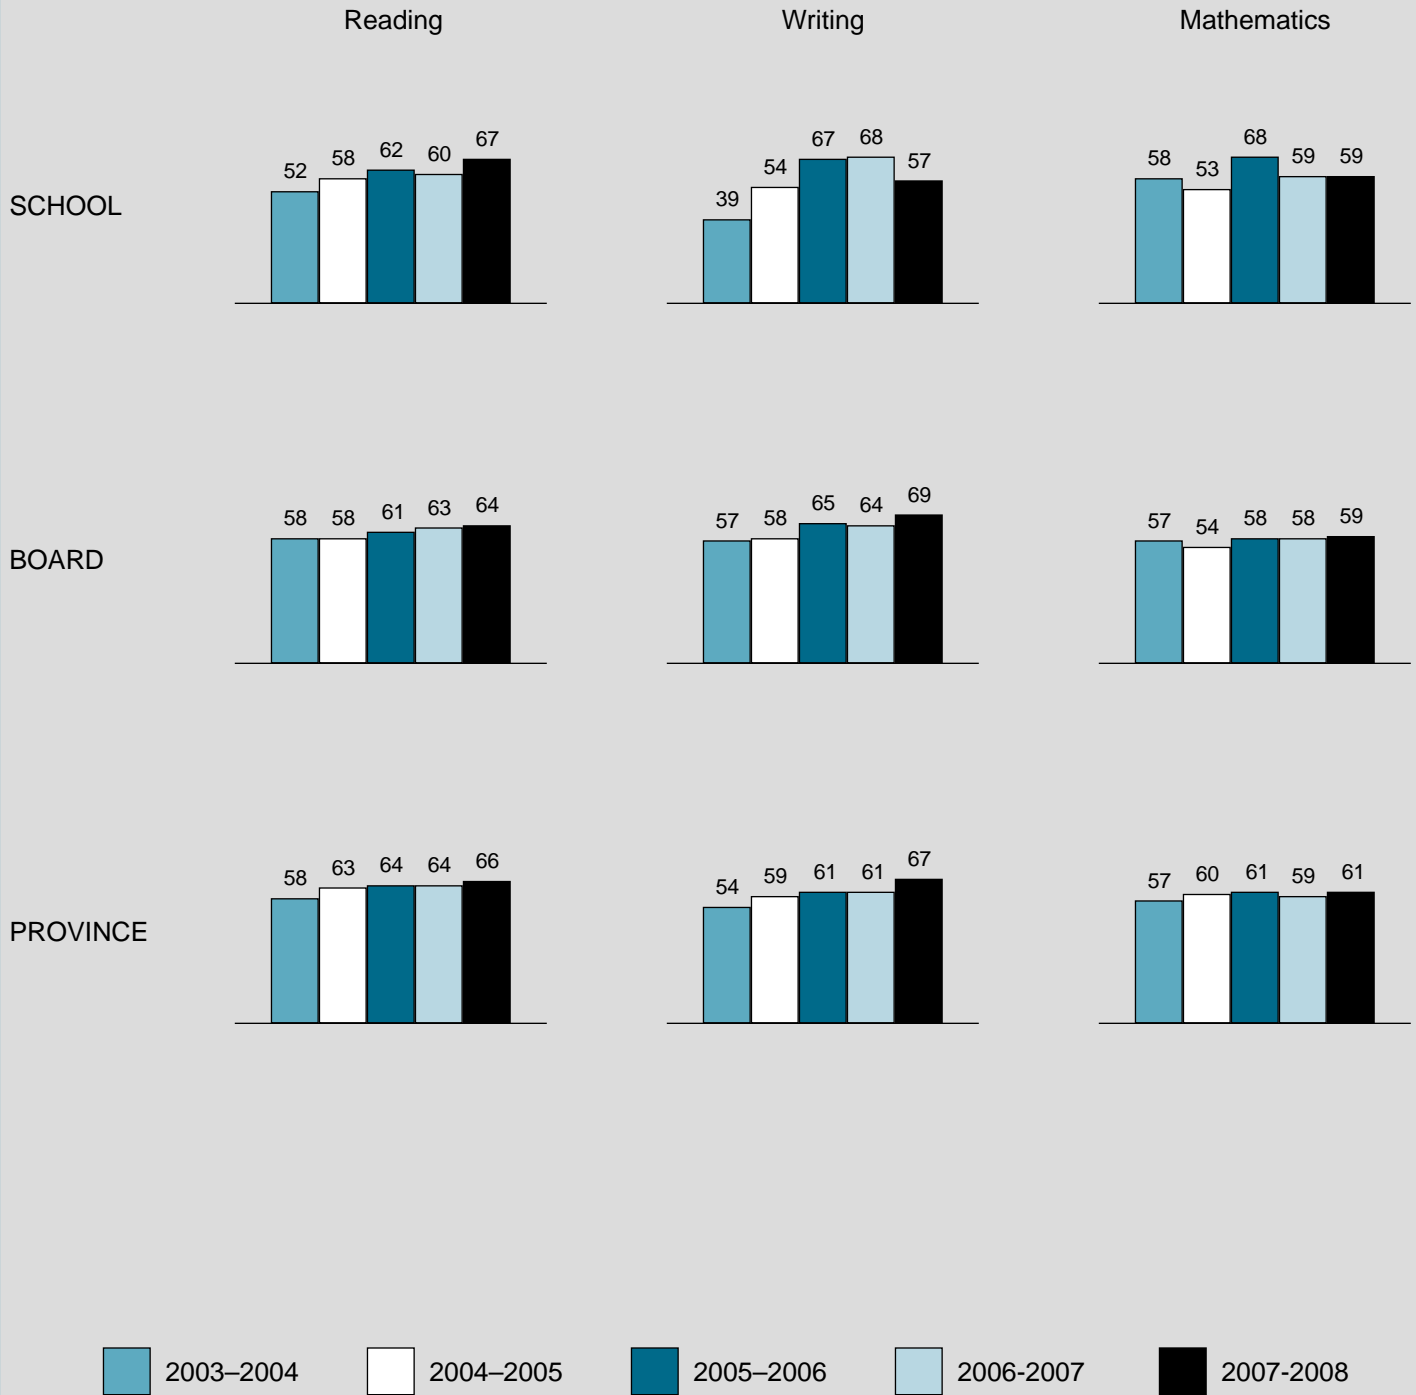 Reading Writing Mathematics
SCHOOL
52 58 62 60 67
39 54 67 68 57
58 53 68 59 59
BOARD
58 58 61 63 64
57 58 65 64 69
57 54 58 58 59
PROVINCE
58 63 64 64 66
54 59 61 61 67
57 60 61 59 61
2003–2004 2004–2005 2005–2006 2006-2007 2007-2008